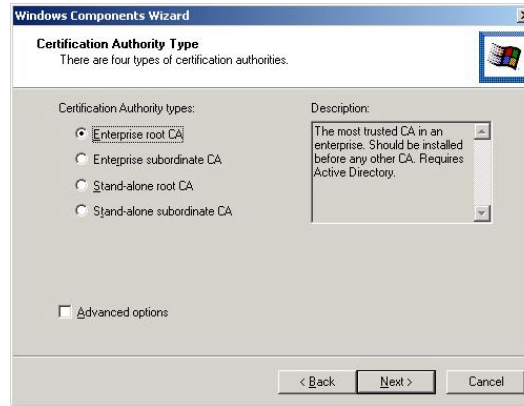 Windows Components Wizard
Certification Authority Type
There are four types of certification authorities.
Certification Authority types:
Enterprise root CA
Enterprise subordinate CA
Stand-alone root CA
Stand-alone subordinate CA
Description:
The most trusted CA in an
enterprise. Should be installed
before any other CA. Requires
Active Directory.
Advanced options
< Back
Next >
Cancel